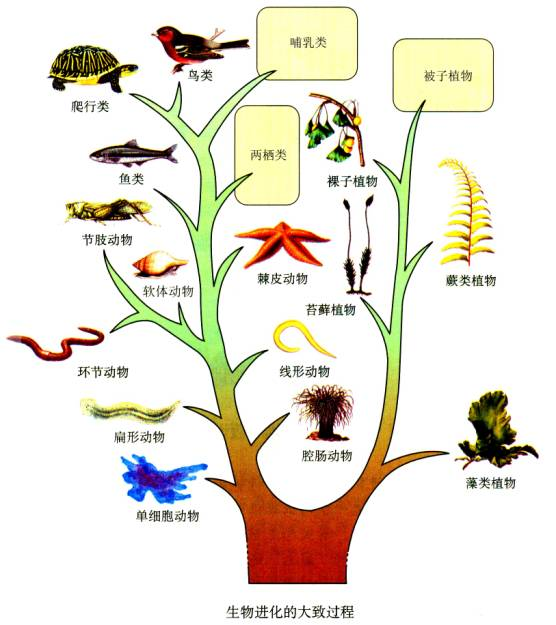 哺乳类
鸟类
被子植物
爬行类
两栖类
鱼类
裸子植物
节肢动物
棘皮动物
蕨类植物
软体动物
苔藓植物
环节动物
线形动物
扁形动物
腔肠动物
藻类植物
单细胞动物
生物进化的大致过程